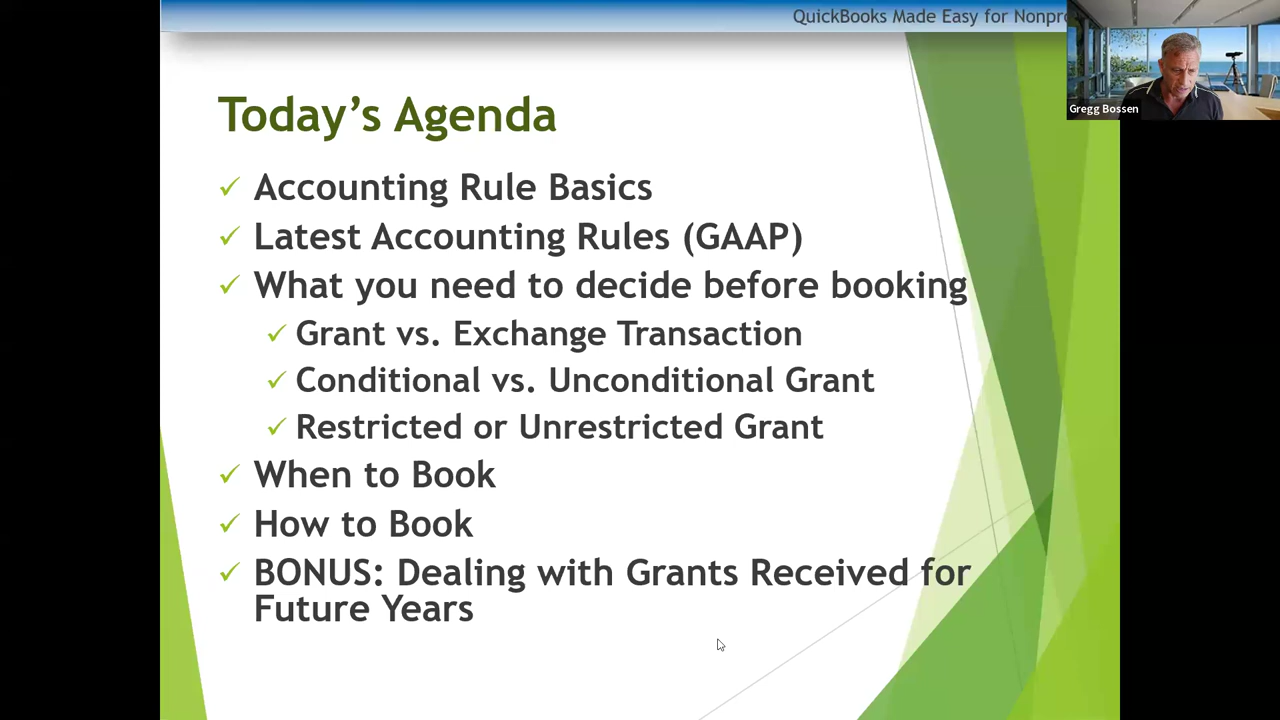 QuickBooks Made Easy for Nonpro
Gregg Bossen
Today’s Agenda
✓ Accounting Rule Basics
✓ Latest Accounting Rules (GAAP)
✓ What you need to decide before booking
✓ Grant vs. Exchange Transaction
✓ Conditional vs. Unconditional Grant
✓ Restricted or Unrestricted Grant
✓ When to Book
✓ How to Book
✓ BONUS: Dealing with Grants Received for
Future Years